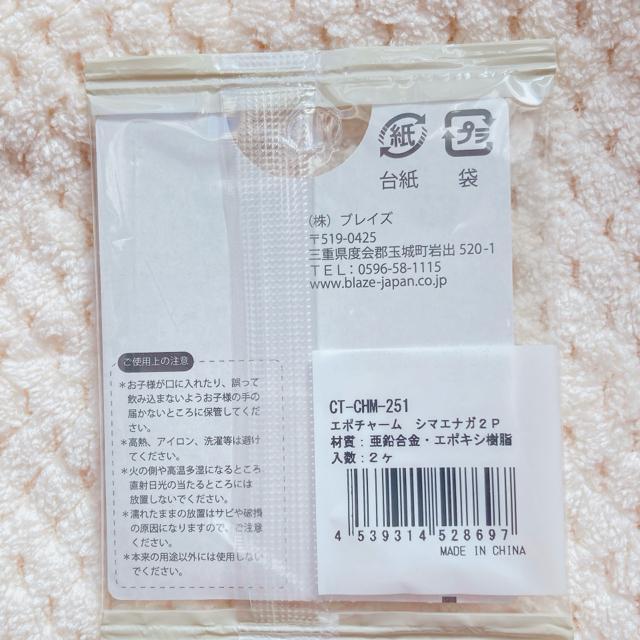 紙 プラ
台紙 袋
（株）ブレイズ
〒519-0425
三重県度会郡玉城町岩出 520-1
ＴＥＬ：0596-58-1115
www.blaze-japan.co.jp
ご使用上の注意
＊お子様が口に入れたり、誤って
飲み込まないようお子様の手の
届かないところに保管してくだ
さい。
＊高熱、アイロン、洗濯等は避け
てください。
＊火の側や高温多湿になるところ
直射日光の当たるところには
放置しないでください。
＊濡れたままの放置はサビや破損
の原因になりますので、ご注意
ください。
＊本来の用途以外には使用しない
でください。
CT-CHM-251
エポチャーム シマエナガ２Ｐ
材質：亜鉛合金・エポキシ樹脂
入数：２ヶ
4 539314 528697
MADE IN CHINA